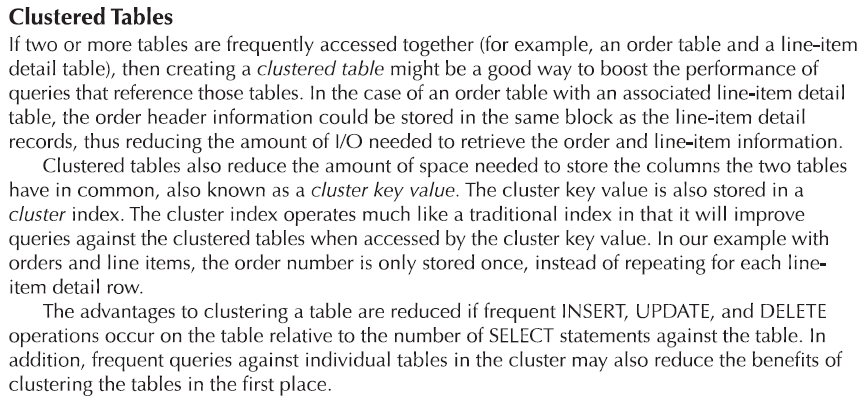 Clustered Tables
If two or more tables are frequently accessed together (for example, an order table and a line-item
detail table), then creating a clustered table might be a good way to boost the performance of
queries that reference those tables. In the case of an order table with an associated line-item detail
table, the order header information could be stored in the same block as the line-item detail
records, thus reducing the amount of I/O needed to retrieve the order and line-item information.
Clustered tables also reduce the amount of space needed to store the columns the two tables
have in common, also known as a cluster key value. The cluster key value is also stored in a
cluster index. The cluster index operates much like a traditional index in that it will improve
queries against the clustered tables when accessed by the cluster key value. In our example with
orders and line items, the order number is only stored once, instead of repeating for each line-
item detail row.
The advantages to clustering a table are reduced if frequent INSERT, UPDATE, and DELETE
operations occur on the table relative to the number of SELECT statements against the table. In
addition, frequent queries against individual tables in the cluster may also reduce the benefits of
clustering the tables in the first place.